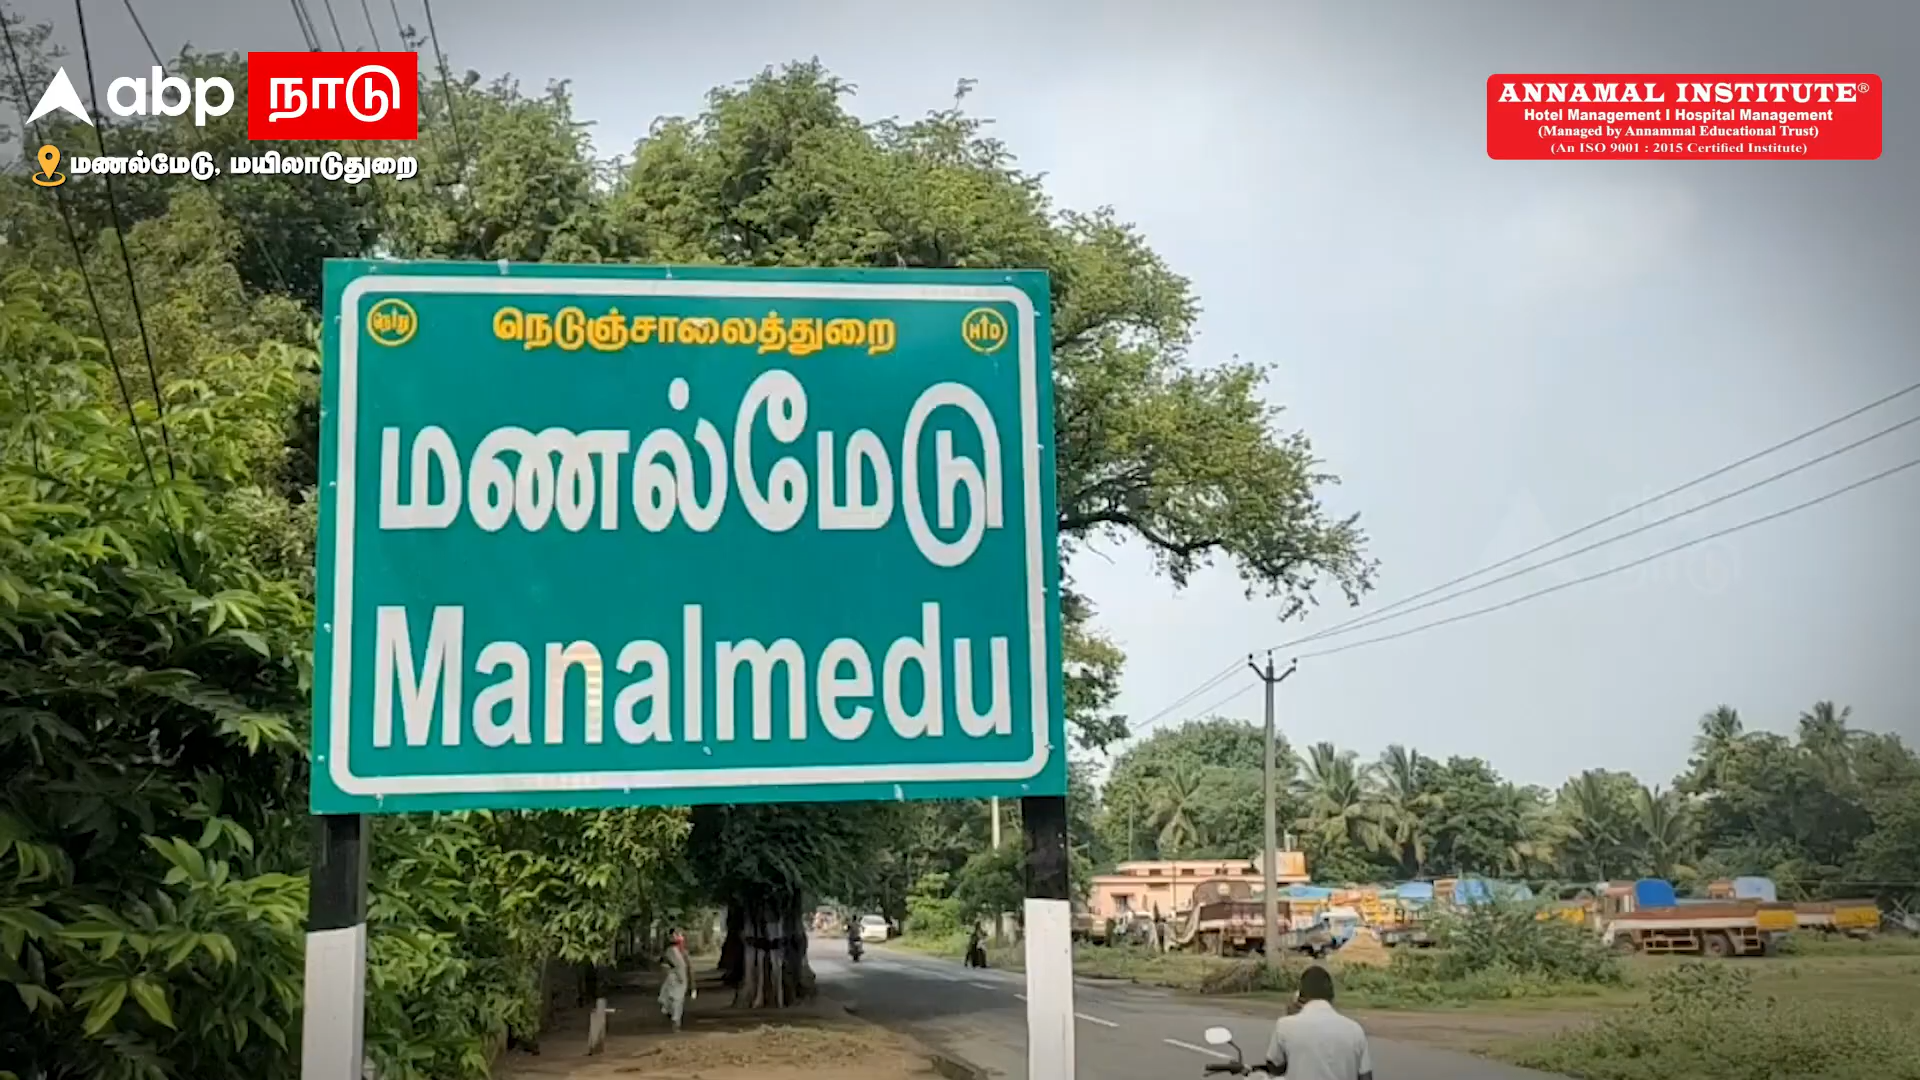 abp நாடு
மணல்மேடு, மயிலாடுதுறை
ANNAMAL INSTITUTE®
Hotel Management I Hospital Management
(Managed by Annammal Educational Trust)
(An ISO 9001 : 2015 Certified Institute)
நெடுஞ்சாலைத்துறை
மணல்மேடு
Manalmedu